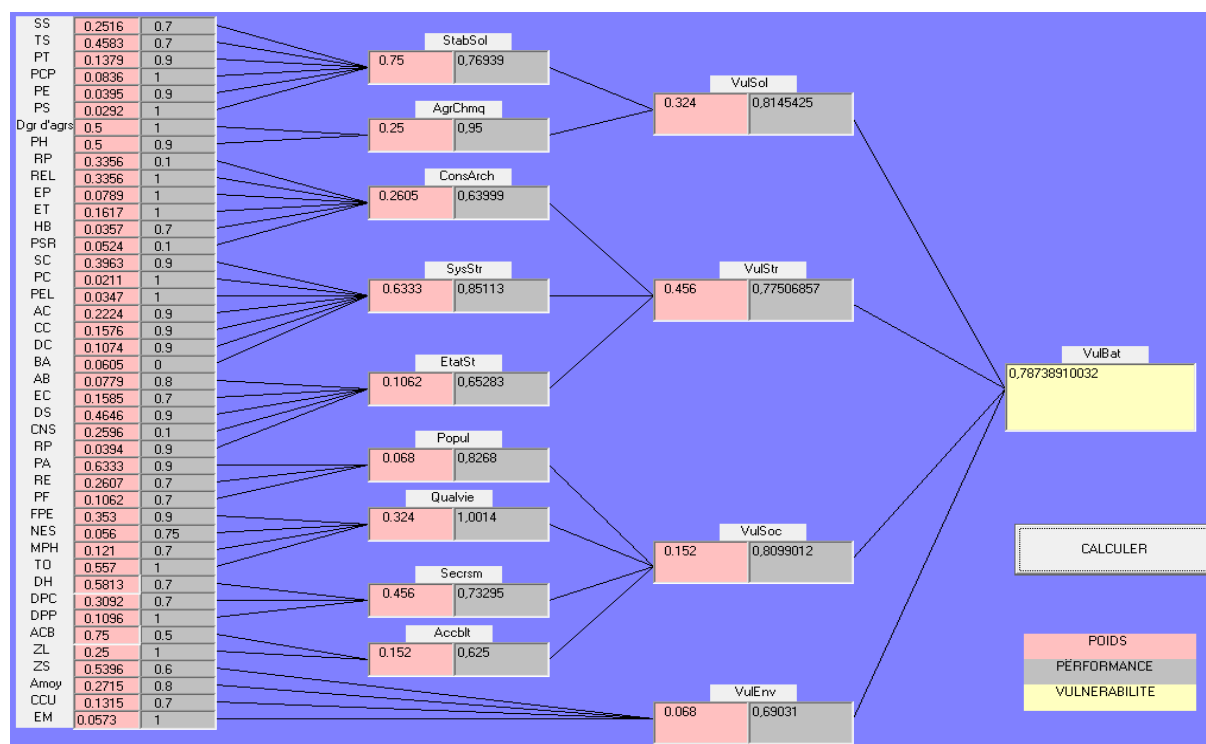 SS 0.2516 0.7
TS 0.4583 0.7
PT 0.1379 0.9
PCP 0.0836 1
PE 0.0395 0.9
PS 0.0292 1
Dgr d'agrs 0.5 1
PH 0.5 0.9
RP 0.3356 0.1
REL 0.3356 1
EP 0.0789 1
ET 0.1617 1
HB 0.0357 0.7
PSR 0.0524 0.1
SC 0.3963 0.9
PC 0.0211 1
PEL 0.0347 1
AC 0.2224 0.9
CC 0.1576 0.9
DC 0.1074 0.9
BA 0.0605 0
AB 0.0779 0.8
EC 0.1585 0.7
DS 0.4646 0.9
CNS 0.2596 0.1
RP 0.0394 0.9
PA 0.6333 0.9
RE 0.2607 0.7
PF 0.1062 0.7
FPE 0.353 0.9
NES 0.056 0.75
MPH 0.121 0.7
TO 0.557 1
DH 0.5813 0.7
DPC 0.3092 0.7
DPP 0.1096 1
ACB 0.75 0.5
ZL 0.25 1
ZS 0.5396 0.6
Amoy 0.2715 0.8
CCU 0.1315 0.7
EM 0.0573 1
StabSol
0.75 0,76939
AgrChmq
0.25 0,95
ConsArch
0.2605 0,63999
SysStr
0.6333 0,85113
EtatSt
0.1062 0,65283
Popul
0.068 0,8268
Qualvie
0.324 1,0014
Secrsm
0.456 0,73295
Accblt
0.152 0,625
VulSol
0.324 0,8145425
VulStr
0.456 0,77506857
VulSoc
0.152 0,8099012
VulEnv
0.068 0,69031
VulBat
0,78738910032
CALCULER
POIDS
PËRFORMANCE
VULNERABILITE